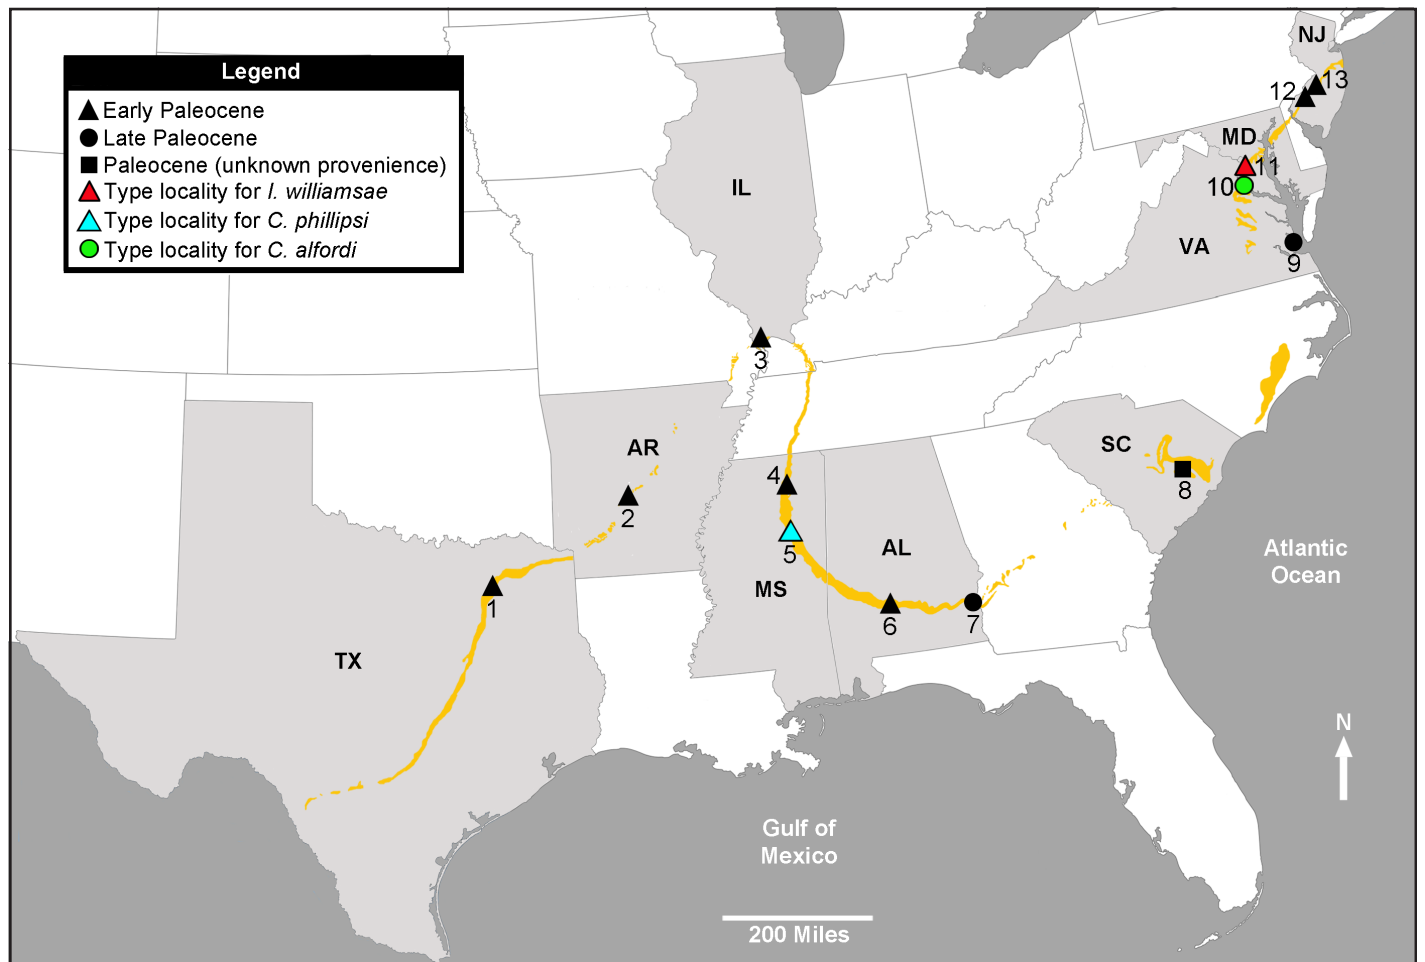 Legend
Early Paleocene
Late Paleocene
Paleocene (unknown provenience)
Type locality for I. williamsae
Type locality for C. phillipsi
Type locality for C. alfordi
NJ
13
12
MD
11
10
IL
VA
9
3
AR
SC
4
8
2
5
AL
Atlantic
Ocean
MS
1
6
7
TX
N
Gulf of
Mexico
200 Miles